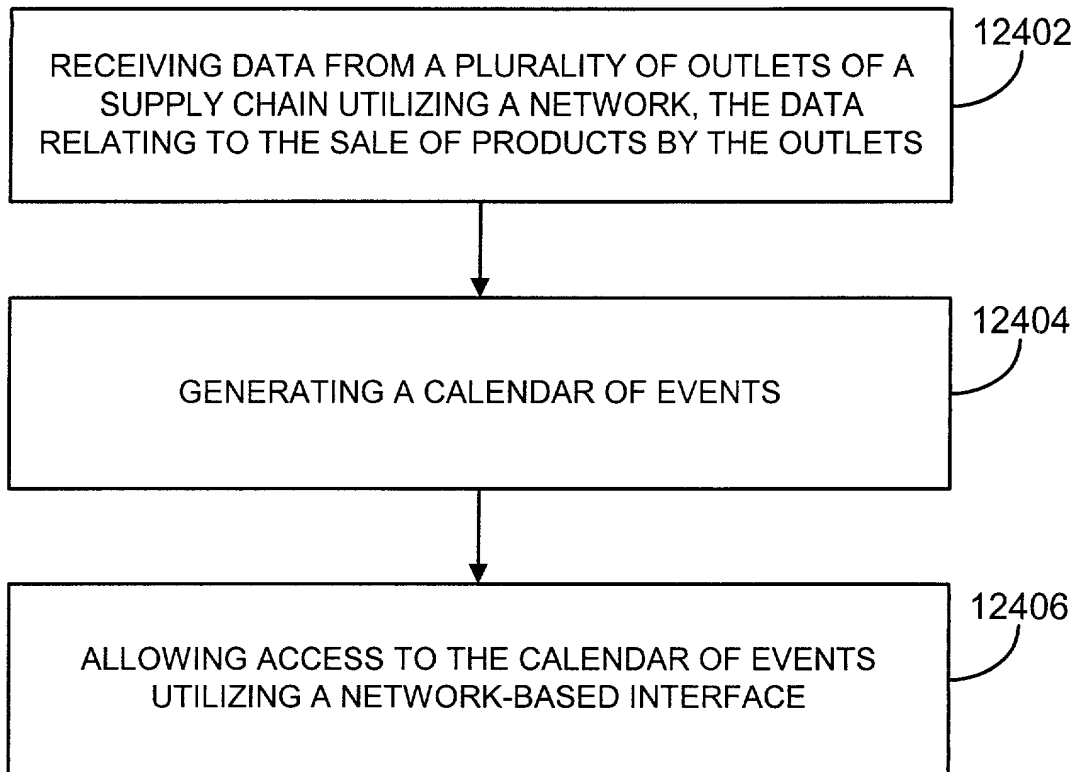 12402
RECEIVING DATA FROM A PLURALITY OF OUTLETS OF A
SUPPLY CHAIN UTILIZING A NETWORK, THE DATA
RELATING TO THE SALE OF PRODUCTS BY THE OUTLETS
12404
GENERATING A CALENDAR OF EVENTS
12406
ALLOWING ACCESS TO THE CALENDAR OF EVENTS
UTILIZING A NETWORK-BASED INTERFACE